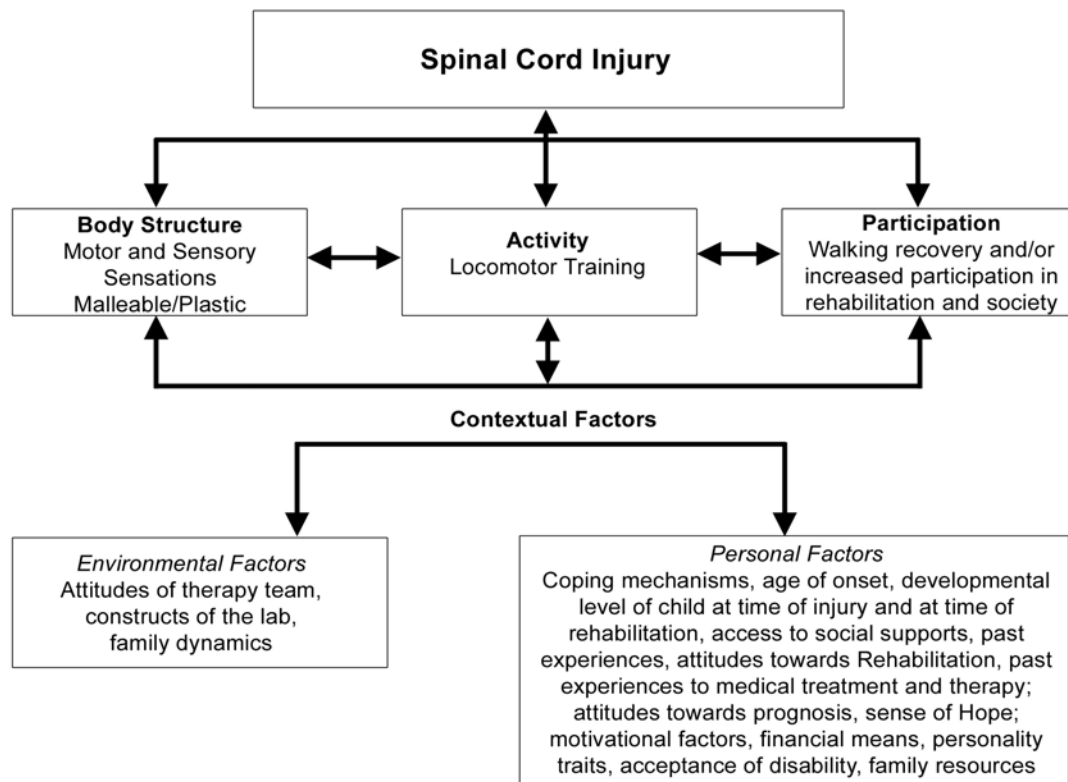 Spinal Cord Injury
Body Structure
Motor and Sensory
Sensations
Malleable/Plastic
Activity
Locomotor Training
Participation
Walking recovery and/or
increased participation in
rehabilitation and society
Contextual Factors
Environmental Factors
Attitudes of therapy team,
constructs of the lab,
family dynamics
Personal Factors
Coping mechanisms, age of onset, developmental
level of child at time of injury and at time of
rehabilitation, access to social supports, past
experiences, attitudes towards Rehabilitation, past
experiences to medical treatment and therapy;
attitudes towards prognosis, sense of Hope;
motivational factors, financial means, personality
traits, acceptance of disability, family resources